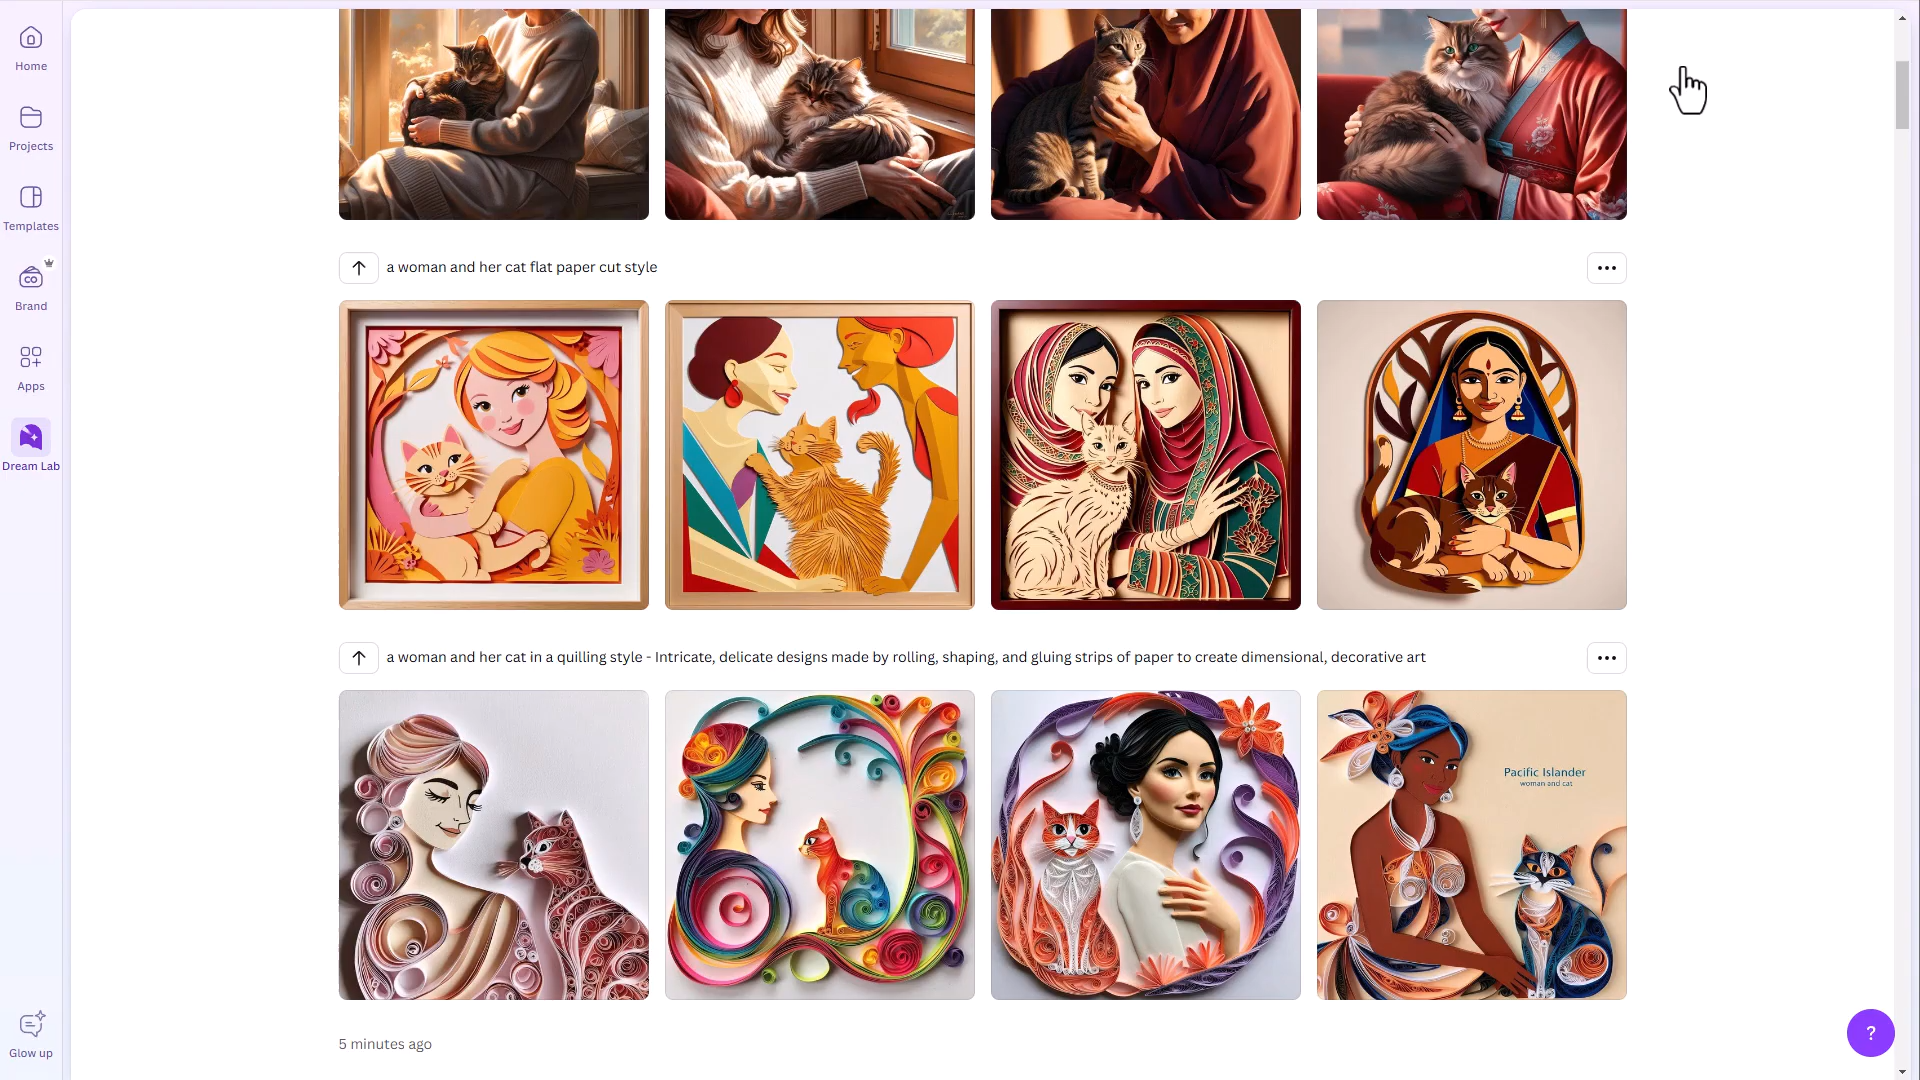 Home
Projects
Templates
Brand
Apps
Dream Lab
Glow up
a woman and her cat flat paper cut style
a woman and her cat in a quilling style - Intricate, delicate designs made by rolling, shaping, and gluing strips of paper to create dimensional, decorative art
Pacific Islander
woman and cat
5 minutes ago
?